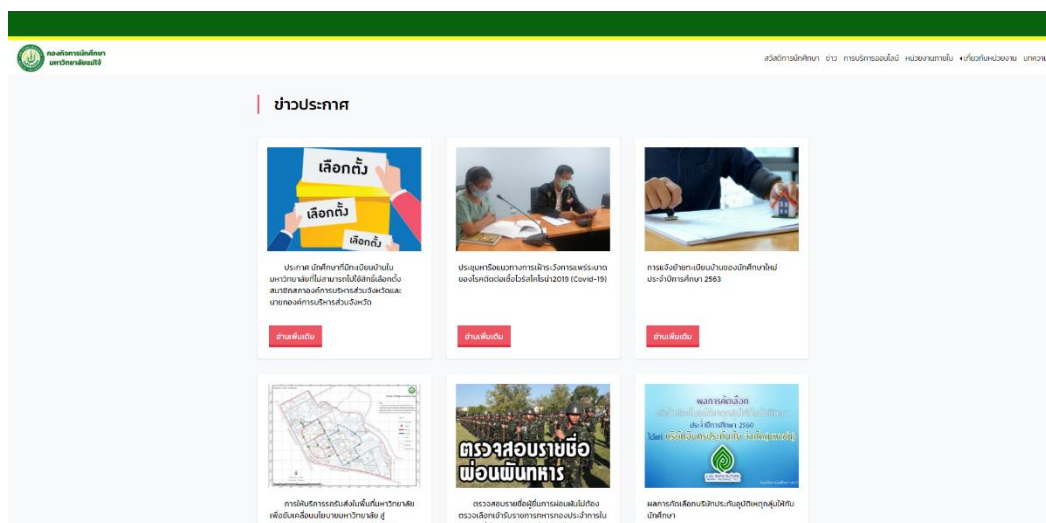 กองกิจการนักศึกษา
มหาวิทยาลัยแม่โจ้
สวัสดิการนักศึกษา ข่าว การบริการออนไลน์ หน่วยงานภายใน เกี่ยวกับหน่วยงาน บทความ
ข่าวประกาศ
เลือกตั้ง
เลือกตั้ง
เลือกตั้ง
ประกาศ นักศึกษาที่มีทะเบียนบ้านใน
มหาวิทยาลัยที่ไม่สามารถไปใช้สิทธิ์เลือกตั้ง
สมาชิกสภาองค์การบริหารส่วนจังหวัดและ
นายกองค์การบริหารส่วนจังหวัด
อ่านเพิ่มเติม
ประชุมหารือแนวทางการเฝ้าระวังการแพร่ระบาด
ของโรคติดต่อเชื้อไวรัสโคโรน่า2019 (Covid-19)
อ่านเพิ่มเติม
การแจ้งย้ายทะเบียนบ้านของนักศึกษาใหม่
ประจำปีการศึกษา 2563
อ่านเพิ่มเติม
การให้บริการรถรับส่งในพื้นที่มหาวิทยาลัย
เพื่อขับเคลื่อนนโยบายมหาวิทยาลัย สู่
ตรวจสอบรายชื่อ
ผ่อนผันทหาร
ตรวจสอบรายชื่อผู้ยื่นการผ่อนผันไม่ต้อง
ตรวจเลือกเข้ารับราชการทหารกองประจำการใน
ผลการคัดเลือก
ประจำปีการศึกษา 2560
ได้แก่
ผลการคัดเลือกบริษัทประกันอุบัติเหตุกลุ่มให้กับ
นักศึกษา